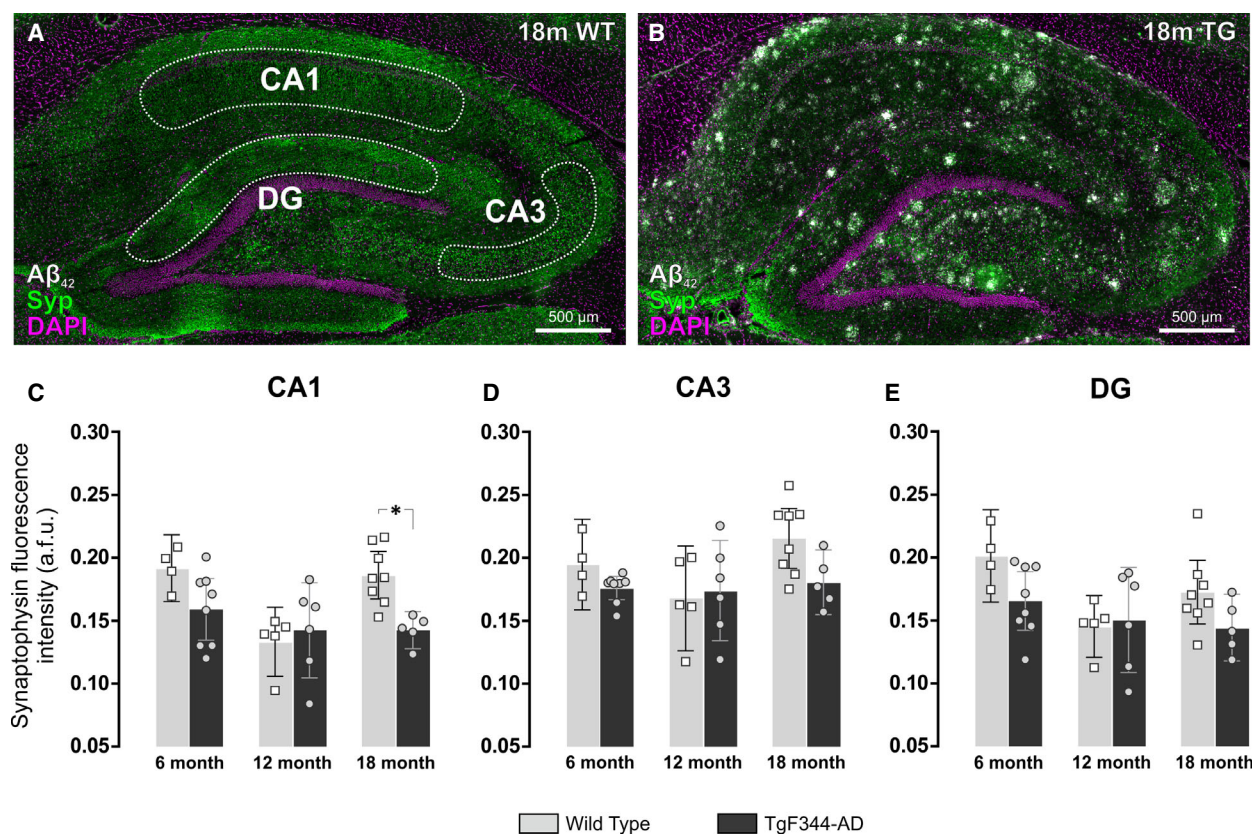 A
18m WT
CA1
DG
CA3
Aβ₄₂
Syp
DAPI
500 µm
B
18m TG
Aβ₄₂
Syp
DAPI
500 µm
C
CA1
D
CA3
E
DG
Synaptophysin fluorescence
intensity (a.f.u.)
0.30
0.25
0.20
0.15
0.10
0.05
*
6 month
12 month
18 month
0.30
0.25
0.20
0.15
0.10
0.05
6 month
12 month
18 month
0.30
0.25
0.20
0.15
0.10
0.05
6 month
12 month
18 month
Wild Type
TgF344-AD